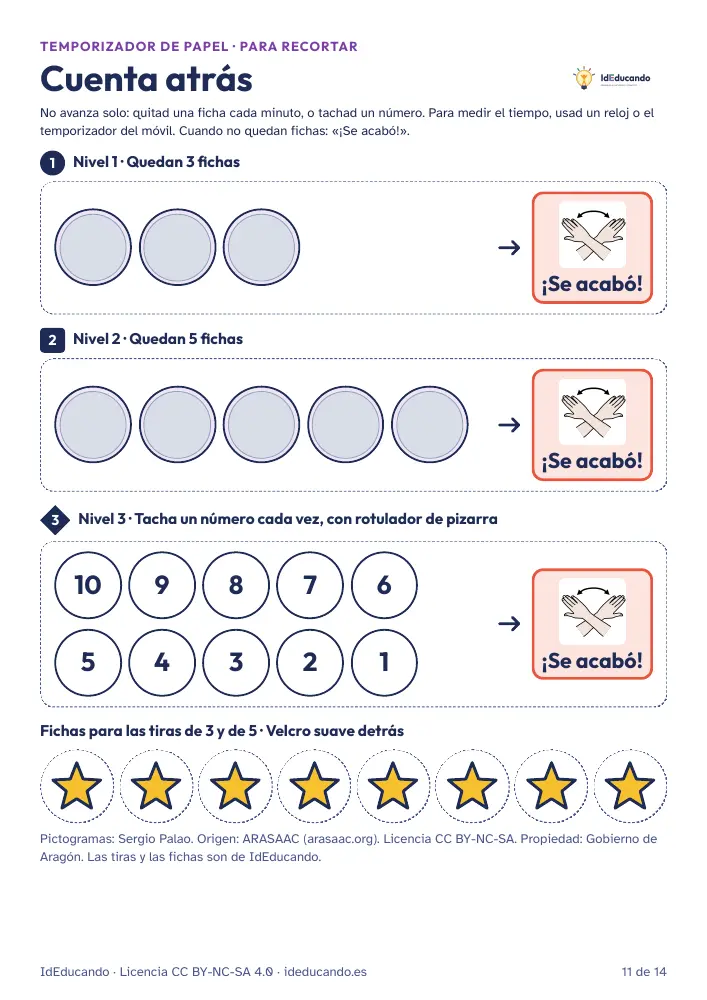 TEMPORIZADOR DE PAPEL · PARA RECORTAR
Cuenta atrás
IdEducando
No avanza solo: quitad una ficha cada minuto, o tachad un número. Para medir el tiempo, usad un reloj o el
temporizador del móvil. Cuando no quedan fichas: «¡Se acabó!».
1 Nivel 1 · Quedan 3 fichas
¡Se acabó!
2 Nivel 2 · Quedan 5 fichas
¡Se acabó!
3 Nivel 3 · Tacha un número cada vez, con rotulador de pizarra
10 9 8 7 6
5 4 3 2 1
¡Se acabó!
Fichas para las tiras de 3 y de 5 · Velcro suave detrás
Pictogramas: Sergio Palao. Origen: ARASAAC (arasaac.org). Licencia CC BY-NC-SA. Propiedad: Gobierno de
Aragón. Las tiras y las fichas son de IdEducando.
IdEducando · Licencia CC BY-NC-SA 4.0 · ideducando.es
11 de 14